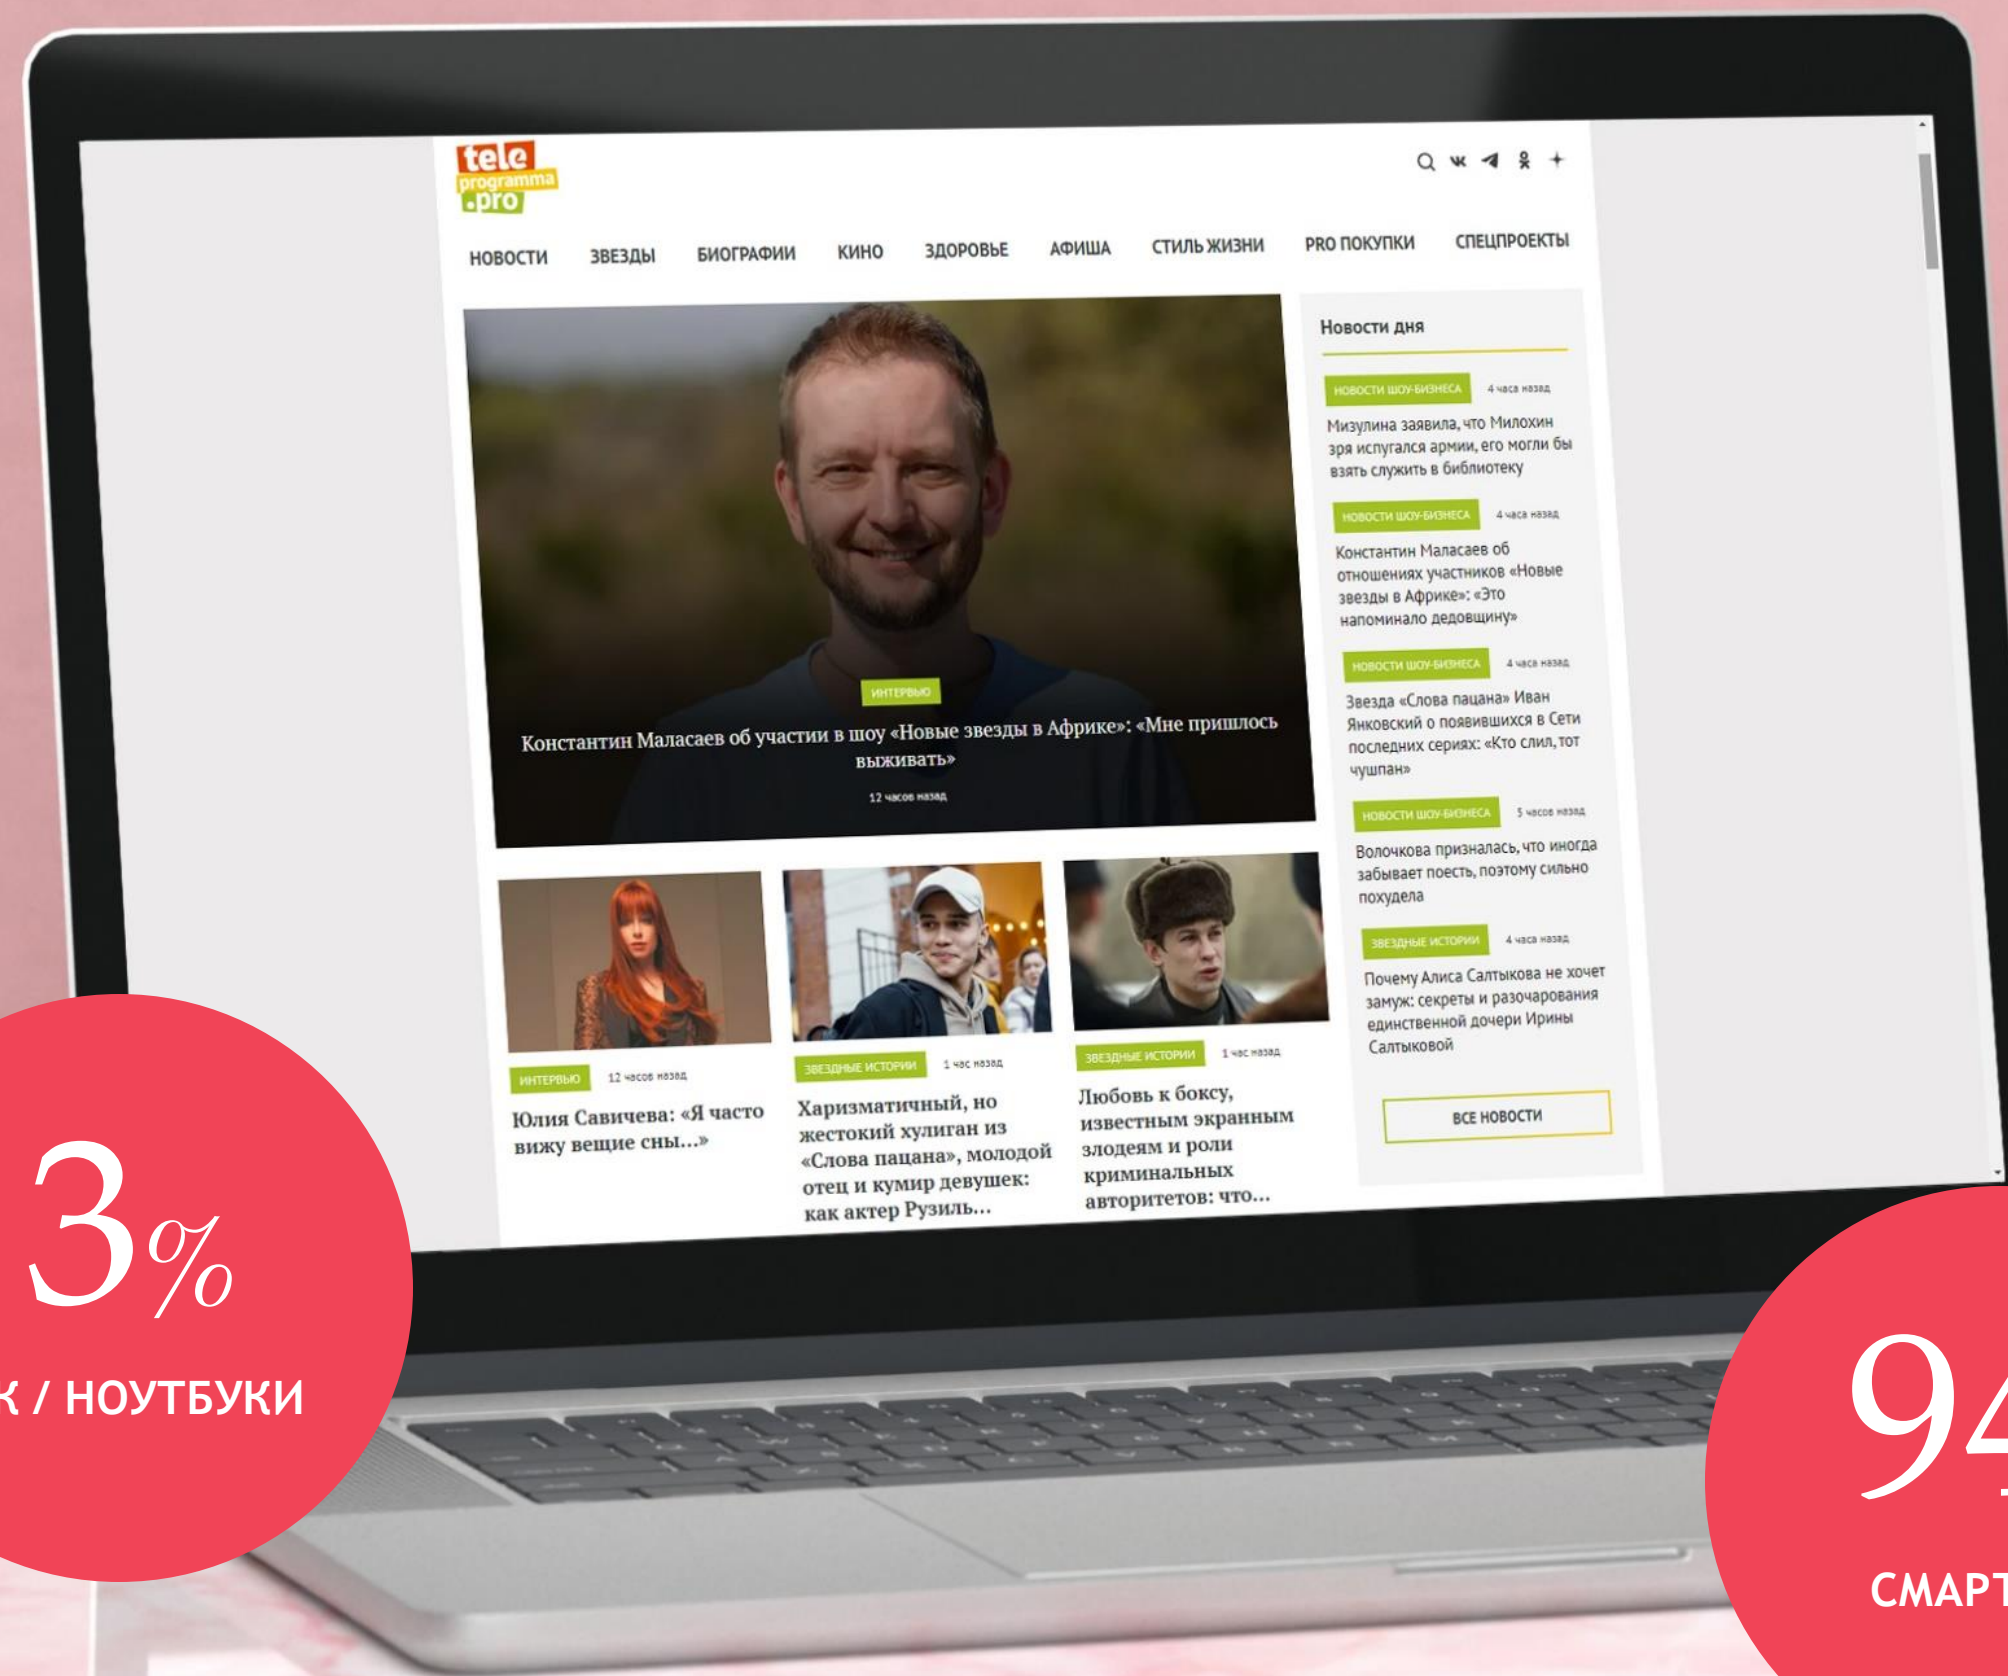 tele
programma
.pro
НОВОСТИ ЗВЕЗДЫ БИОГРАФИИ КИНО ЗДОРОВЬЕ АФИША СТИЛЬ ЖИЗНИ PRO ПОКУПКИ СПЕЦПРОЕКТЫ
ИНТЕРВЬЮ
Константин Маласаев об участии в шоу «Новые звезды в Африке»: «Мне пришлось
выживать»
12 часов назад
ИНТЕРВЬЮ 12 часов назад
Юлия Савичева: «Я часто
вижу вещие сны...»
ЗВЕЗДНЫЕ ИСТОРИИ 1 час назад
Харизматичный, но
жестокий хулиган из
«Слова пацана», молодой
отец и кумир девушек:
как актер Рузиль...
ЗВЕЗДНЫЕ ИСТОРИИ 1 час назад
Любовь к боксу,
известным экранным
злодеям и роли
криминальных
авторитетов: что...
Новости дня
НОВОСТИ ШОУ-БИЗНЕСА 4 часа назад
Мизулина заявила, что Милохин
зря испугался армии, его могли бы
взять служить в библиотеку
НОВОСТИ ШОУ-БИЗНЕСА 4 часа назад
Константин Маласаев об
отношениях участников «Новые
звезды в Африке»: «Это
напоминало дедовщину»
НОВОСТИ ШОУ-БИЗНЕСА 4 часа назад
Звезда «Слова пацана» Иван
Янковский о появившихся в Сети
последних сериях: «Кто слил, тот
чушпан»
НОВОСТИ ШОУ-БИЗНЕСА 5 часов назад
Волочкова призналась, что иногда
забывает поесть, поэтому сильно
похудела
ЗВЕЗДНЫЕ ИСТОРИИ 4 часа назад
Почему Алиса Салтыкова не хочет
замуж: секреты и разочарования
единственной дочери Ирины
Салтыковой
ВСЕ НОВОСТИ
3%
К / НОУТБУКИ
94
СМАРТ